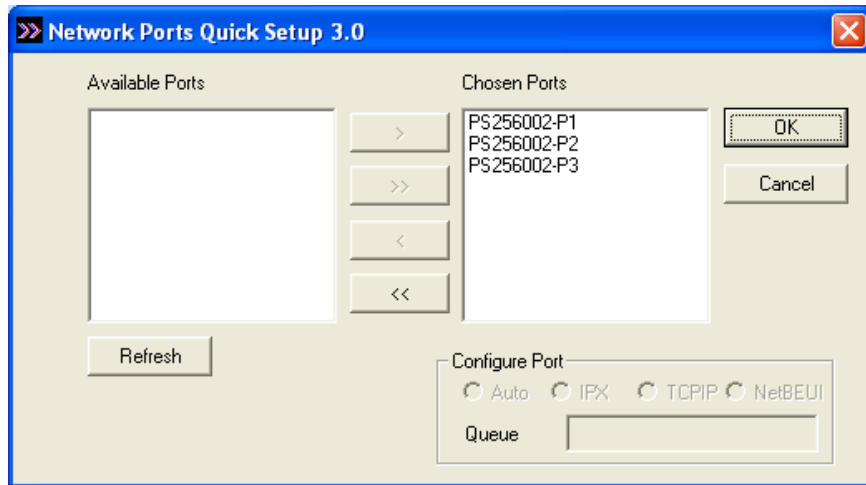 Network Ports Quick Setup 3.0
Available Ports
Chosen Ports
>
>>
<
<<
PS256002-P1
PS256002-P2
PS256002-P3
OK
Cancel
Refresh
Configure Port
Auto IPX TCPIP NetBEUI
Queue